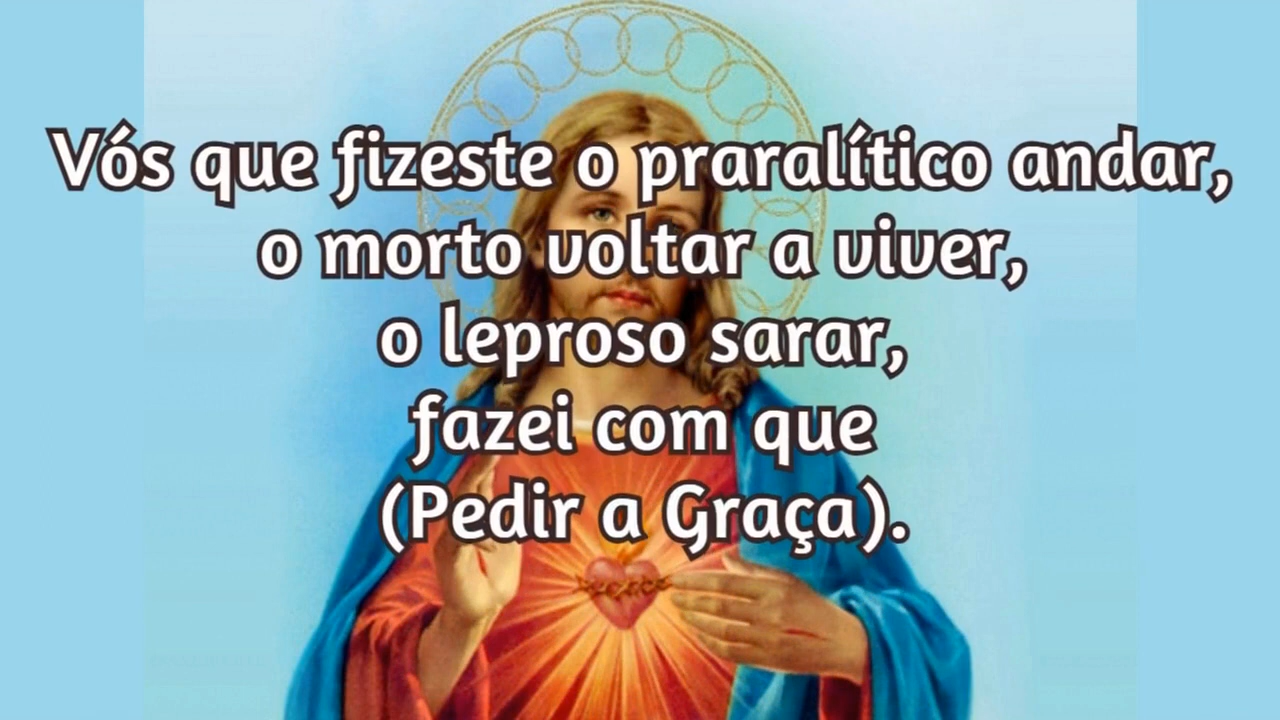 Vós que fizeste o praralítico andar,
o morto voltar a viver,
o leproso sarar,
fazei com que
(Pedir a Graça).